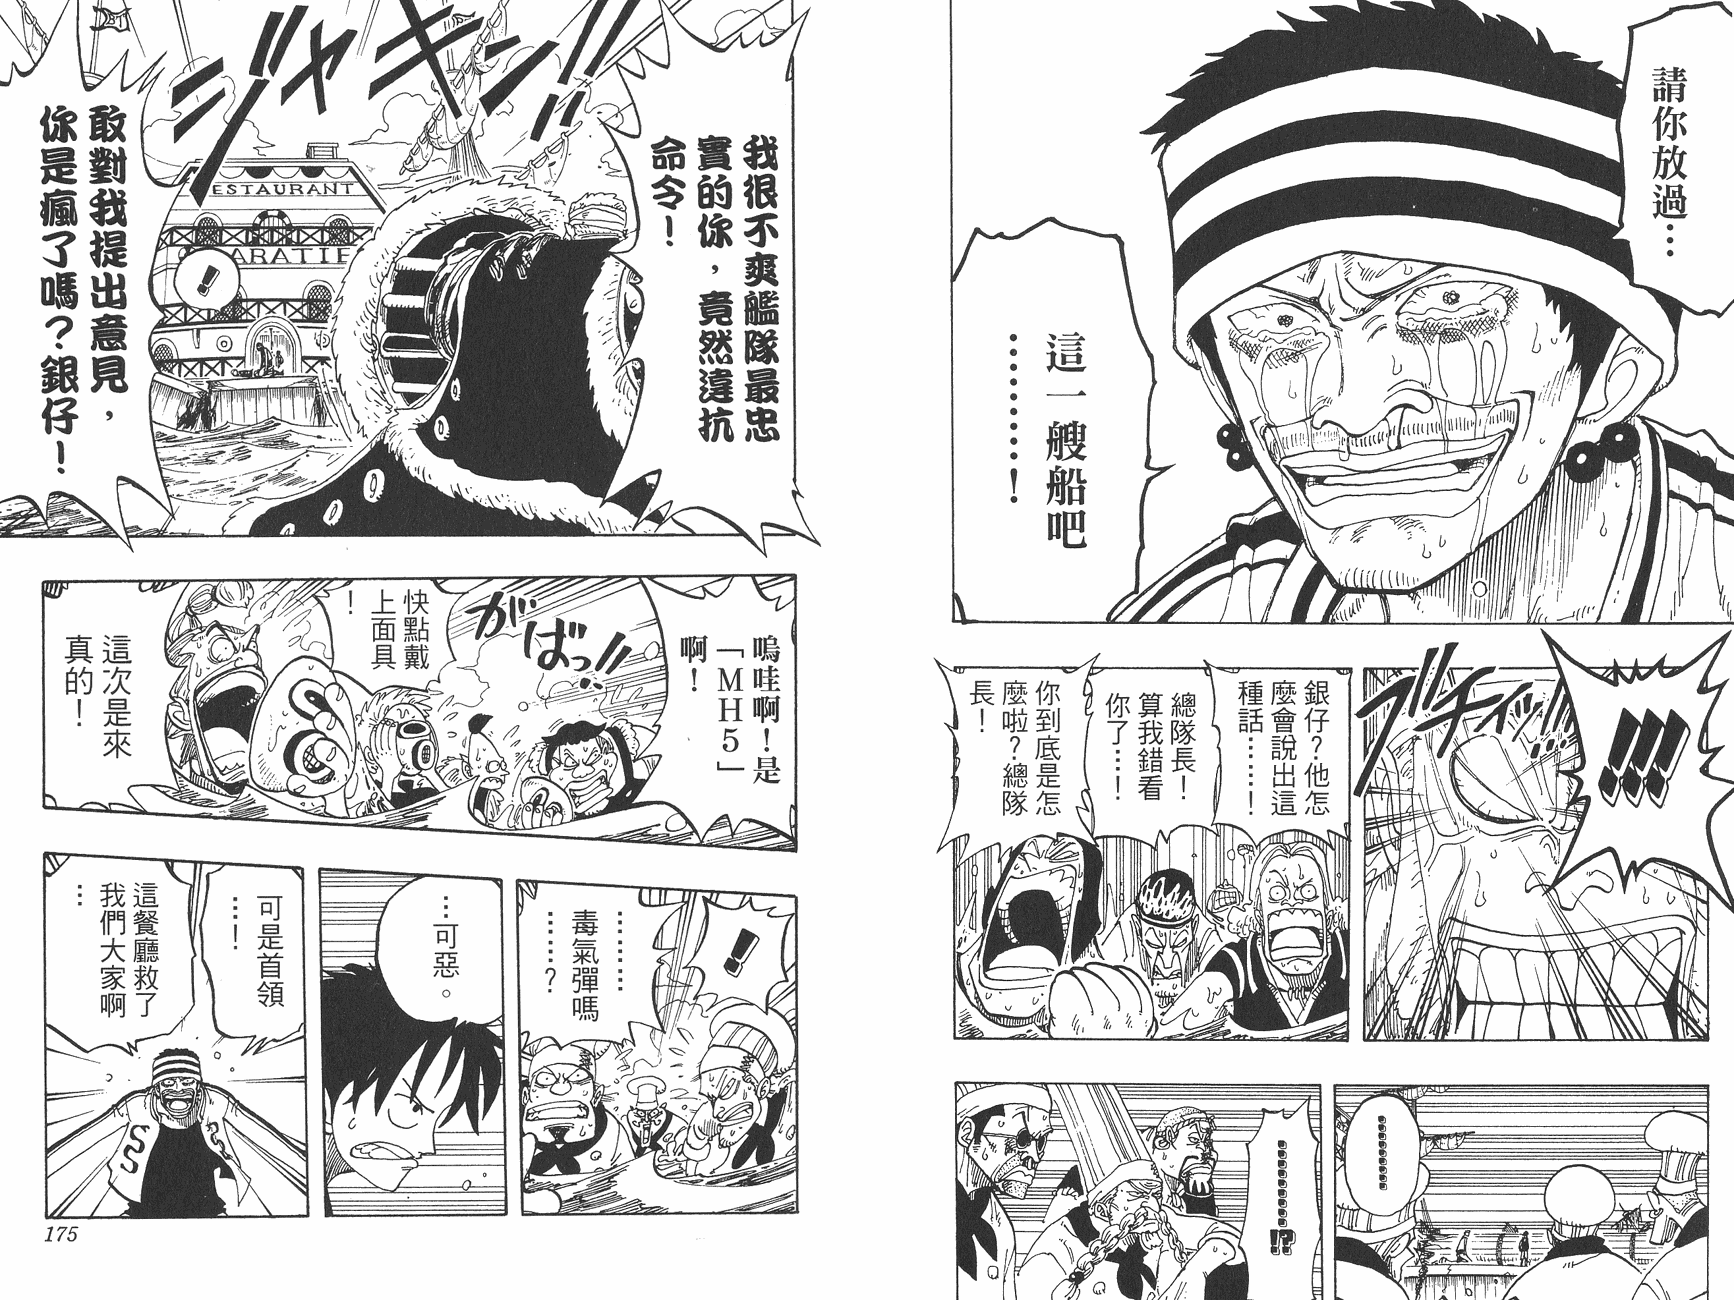 請你放過…
這一艘船吧
…………！
!!!!
ブチィッ…
銀仔？他怎
麼會說出這
種話……！
總隊長！
算我錯看
你了…！
你到底是怎
麼啦？總隊
長！
…………
…………!?
我很不爽艦隊最忠
實的你，竟然違抗
命令！
ジャキン!!
RESTAURANT
BARATIE
！
敢對我提出意見，
你是瘋了嗎？銀仔！
嗚哇啊！是
「ＭＨ５」
啊！
がばっ!!
快點戴
上面具
！
這次是來
真的！
！
………
毒氣彈嗎
……？
…可惡。
可是首領
…！
這餐廳救了
我們大家啊
…
175